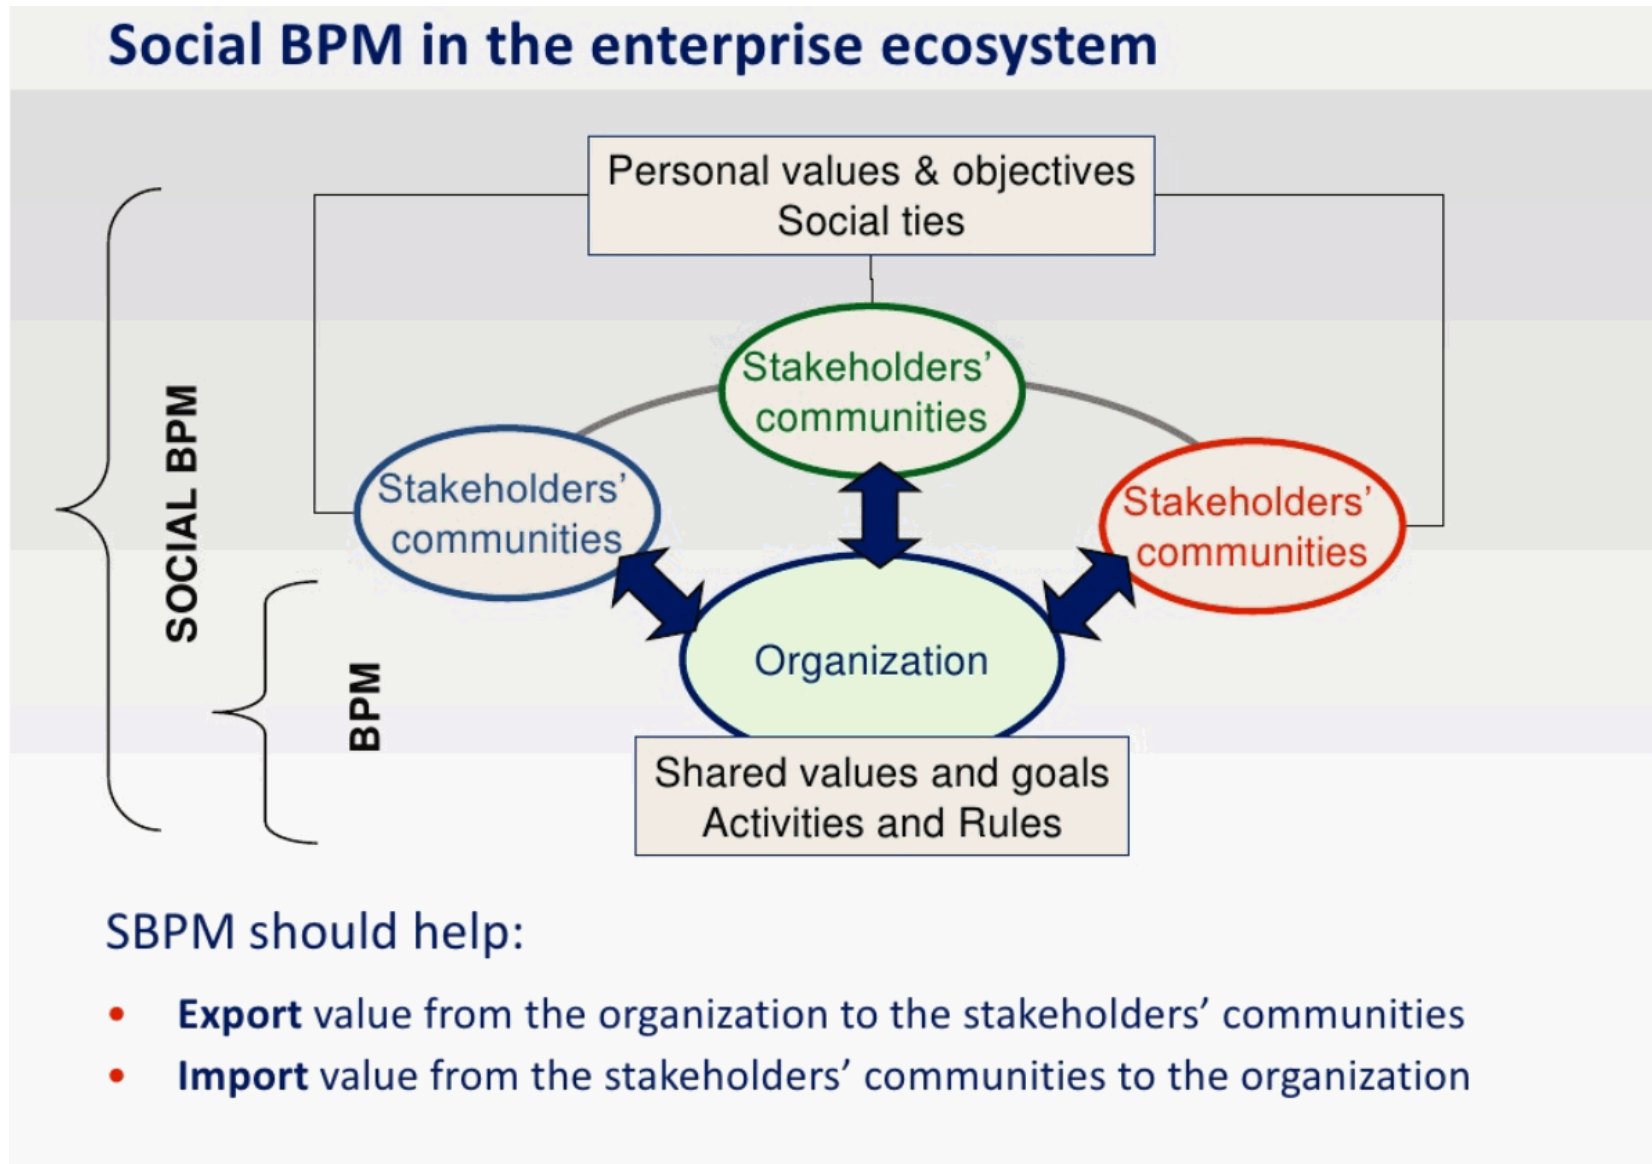 Social BPM in the enterprise ecosystem
Personal values & objectives
Social ties
Stakeholders’
communities
Stakeholders’
communities
Stakeholders’
communities
SOCIAL BPM
BPM
Organization
Shared values and goals
Activities and Rules
SBPM should help:
• Export value from the organization to the stakeholders’ communities
• Import value from the stakeholders’ communities to the organization